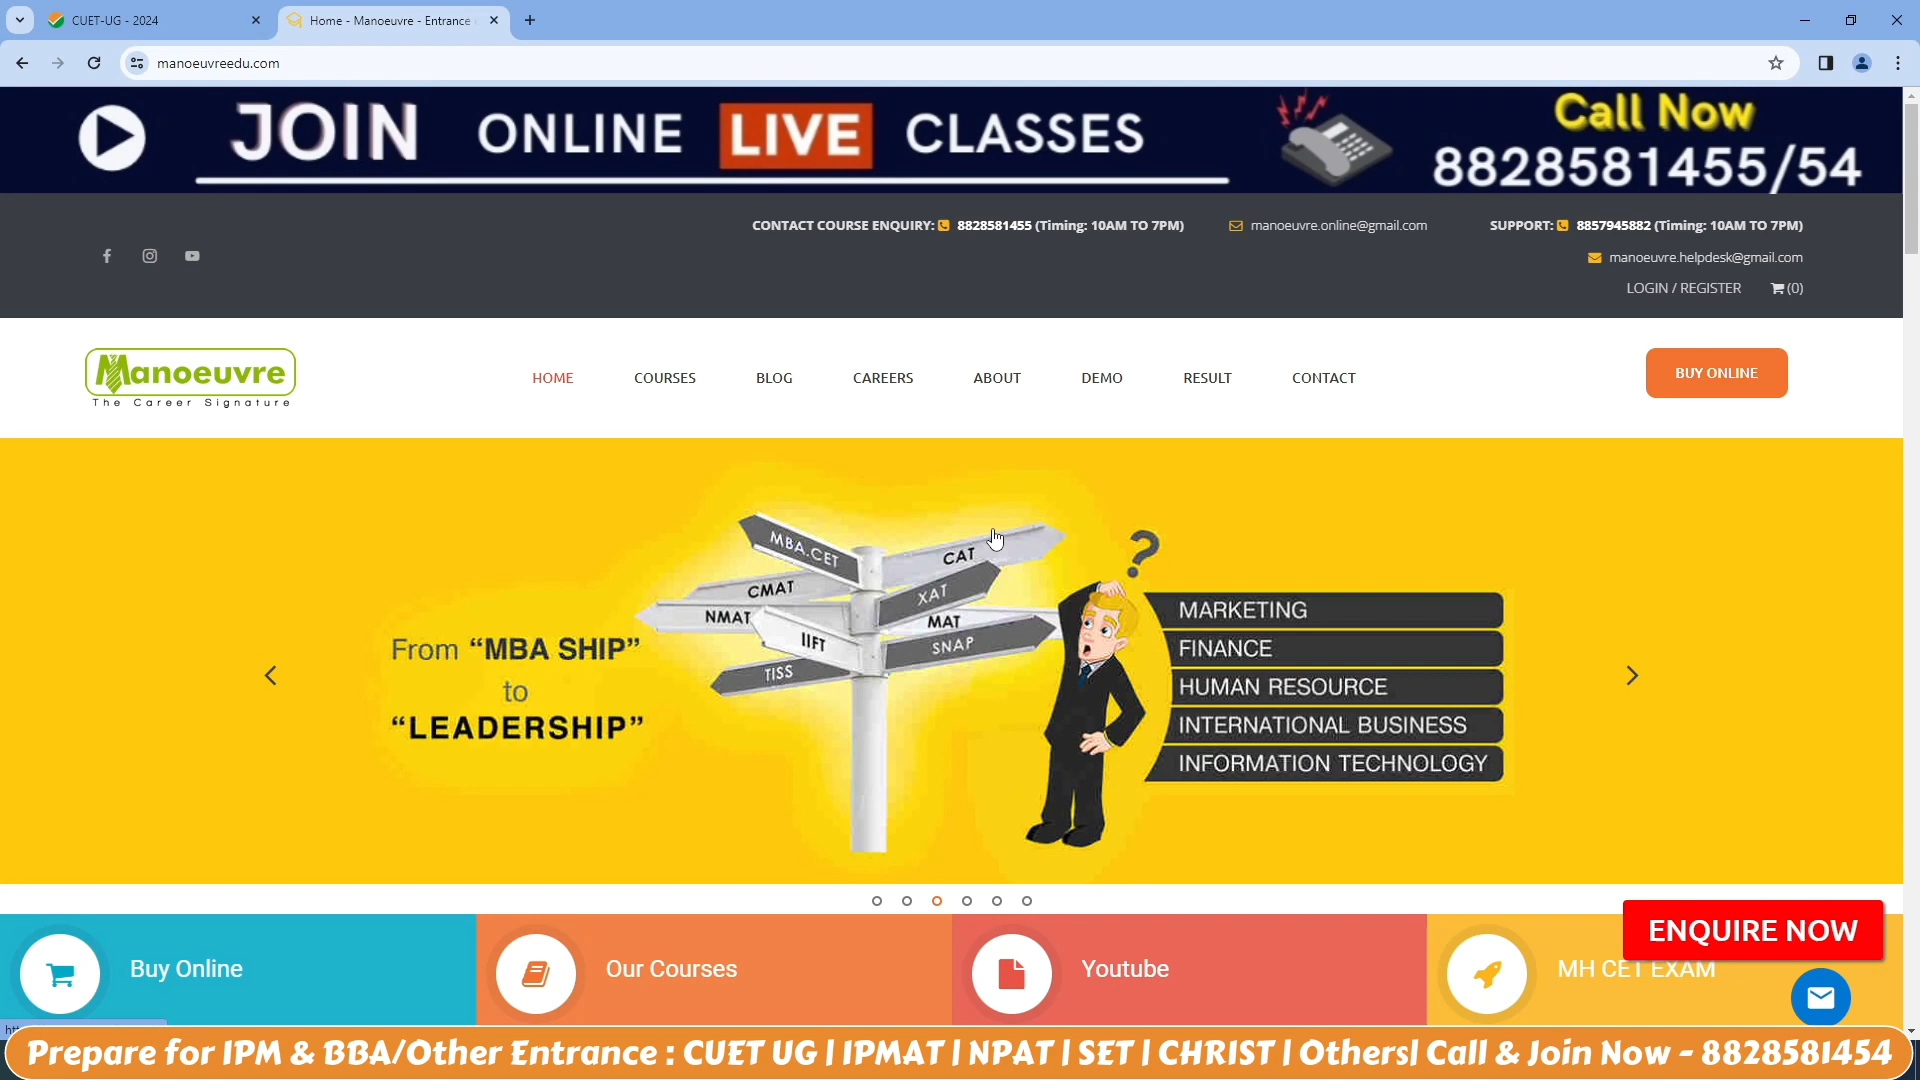 CUET-UG - 2024
Home - Manoeuvre - Entrance
manoeuvreedu.com
JOIN ONLINE LIVE CLASSES
Call Now
8828581455/54
CONTACT COURSE ENQUIRY: 8828581455 (Timing: 10AM TO 7PM)
manoeuvre.online@gmail.com
SUPPORT: 8857945882 (Timing: 10AM TO 7PM)
manoeuvre.helpdesk@gmail.com
LOGIN / REGISTER
(0)
Manoeuvre
The Career Signature
HOME
COURSES
BLOG
CAREERS
ABOUT
DEMO
RESULT
CONTACT
BUY ONLINE
From “MBA SHIP”
to
“LEADERSHIP”
MBA.CET
CAT
CMAT
XAT
NMAT
MAT
IIFT
SNAP
TISS
?
MARKETING
FINANCE
HUMAN RESOURCE
INTERNATIONAL BUSINESS
INFORMATION TECHNOLOGY
Buy Online
Our Courses
Youtube
MH CET EXAM
ENQUIRE NOW
Prepare for IPM & BBA/Other Entrance : CUET UG | IPMAT | NPAT | SET | CHRIST | Others| Call & Join Now - 8828581454